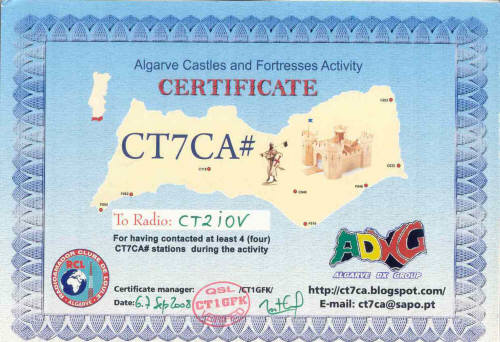 Algarve Castles and Fortresses Activity
CERTIFICATE
CT7CA#
To Radio: CT2iOV
For having contacted at least 4 (four)
CT7CA# stations during the activity
RCL
ALGARVE
ADXG
ALGARVE DX GROUP
Certificate manager: /CT1GFK/
Date: 6.7 Sep 2008
QSL
CT1GFK
http://ct7ca.blogspot.com/
E-mail: ct7ca@sapo.pt